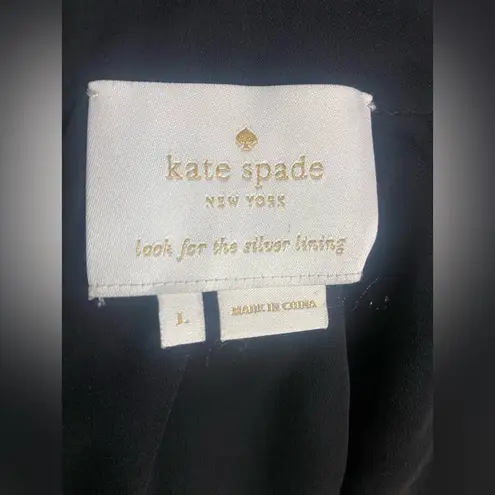 kate spade
NEW YORK
look for the silver lining
L
MADE IN CHINA